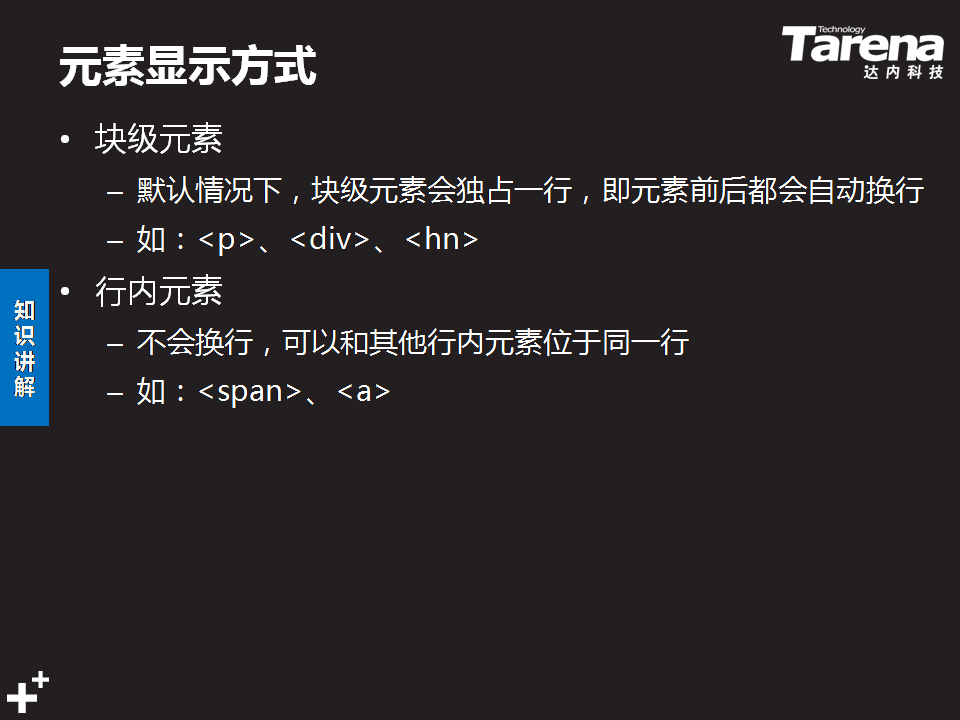 元素显示方式
Technology
Tarena
达内科技
• 块级元素
– 默认情况下，块级元素会独占一行，即元素前后都会自动换行
– 如：<p>、<div>、<hn>
• 行内元素
– 不会换行，可以和其他行内元素位于同一行
– 如：<span>、<a>
知识讲解